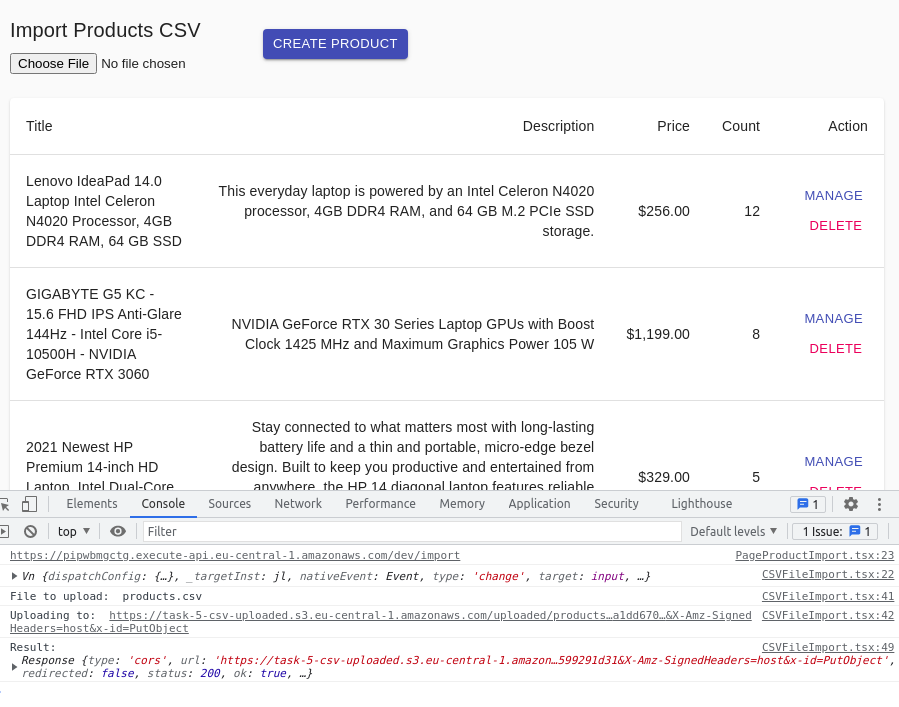 Import Products CSV
CREATE PRODUCT
Choose File No file chosen
Title Description Price Count Action
Lenovo IdeaPad 14.0
Laptop Intel Celeron
N4020 Processor, 4GB
DDR4 RAM, 64 GB SSD
This everyday laptop is powered by an Intel Celeron N4020
processor, 4GB DDR4 RAM, and 64 GB M.2 PCIe SSD
storage.
$256.00
12
MANAGE
DELETE
GIGABYTE G5 KC -
15.6 FHD IPS Anti-Glare
144Hz - Intel Core i5-
10500H - NVIDIA
GeForce RTX 3060
NVIDIA GeForce RTX 30 Series Laptop GPUs with Boost
Clock 1425 MHz and Maximum Graphics Power 105 W
$1,199.00
8
MANAGE
DELETE
2021 Newest HP
Premium 14-inch HD
Laptop, Intel Dual-Core
Stay connected to what matters most with long-lasting
battery life and a thin and portable, micro-edge bezel
design. Built to keep you productive and entertained from
anywhere, the HP 14 diagonal laptop features reliable
$329.00
5
MANAGE
DELETE
Elements Console Sources Network Performance Memory Application Security Lighthouse 1
top Filter Default levels 1 Issue: 1
https://pipwbmgctg.execute-api.eu-central-1.amazonaws.com/dev/import PageProductImport.tsx:23
Vn {dispatchConfig: {…}, _targetInst: jl, nativeEvent: Event, type: 'change', target: input, …} CSVFileImport.tsx:22
File to upload: products.csv CSVFileImport.tsx:41
Uploading to: https://task-5-csv-uploaded.s3.eu-central-1.amazonaws.com/uploaded/products…a1dd670…&X-Amz-Signed CSVFileImport.tsx:42
Headers=host&x-id=PutObject
Result: CSVFileImport.tsx:49
Response {type: 'cors', url: 'https://task-5-csv-uploaded.s3.eu-central-1.amazon…599291d31&X-Amz-SignedHeaders=host&x-id=PutObject',
redirected: false, status: 200, ok: true, …}